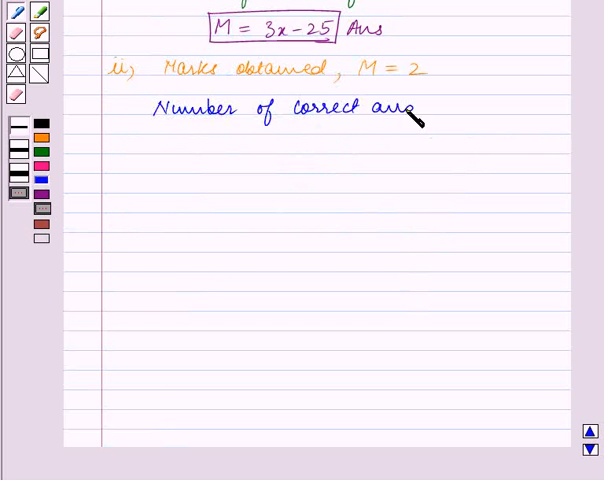 M = 3x - 25 Ans
ii) Marks obtained, M = 2
Number of correct ans